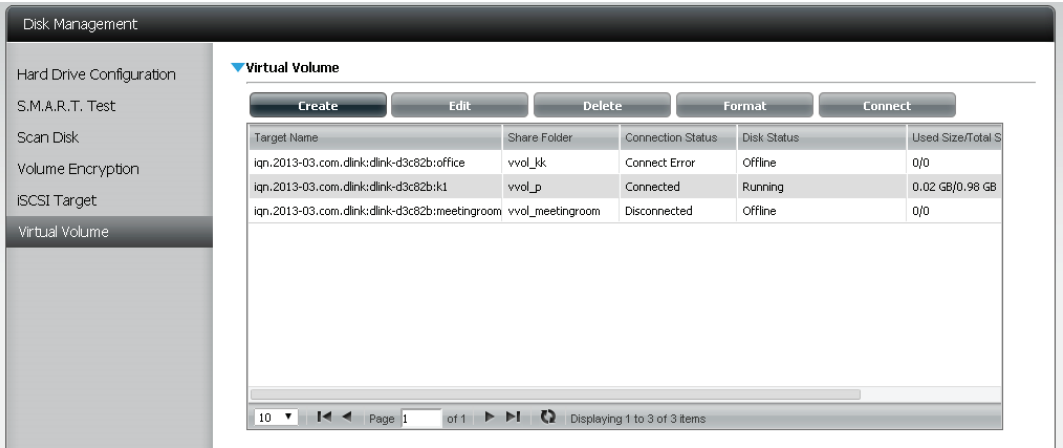 Disk Management
Hard Drive Configuration
S.M.A.R.T. Test
Scan Disk
Volume Encryption
iSCSI Target
Virtual Volume
Virtual Volume
Create Edit Delete Format Connect
Target Name Share Folder Connection Status Disk Status Used Size/Total S
iqn.2013-03.com.dlink:dlink-d3c82b:office vvol_kk Connect Error Offline 0/0
iqn.2013-03.com.dlink:dlink-d3c82b:k1 vvol_p Connected Running 0.02 GB/0.98 GB
iqn.2013-03.com.dlink:dlink-d3c82b:meetingroom vvol_meetingroom Disconnected Offline 0/0
10 Page 1 of 1 Displaying 1 to 3 of 3 items